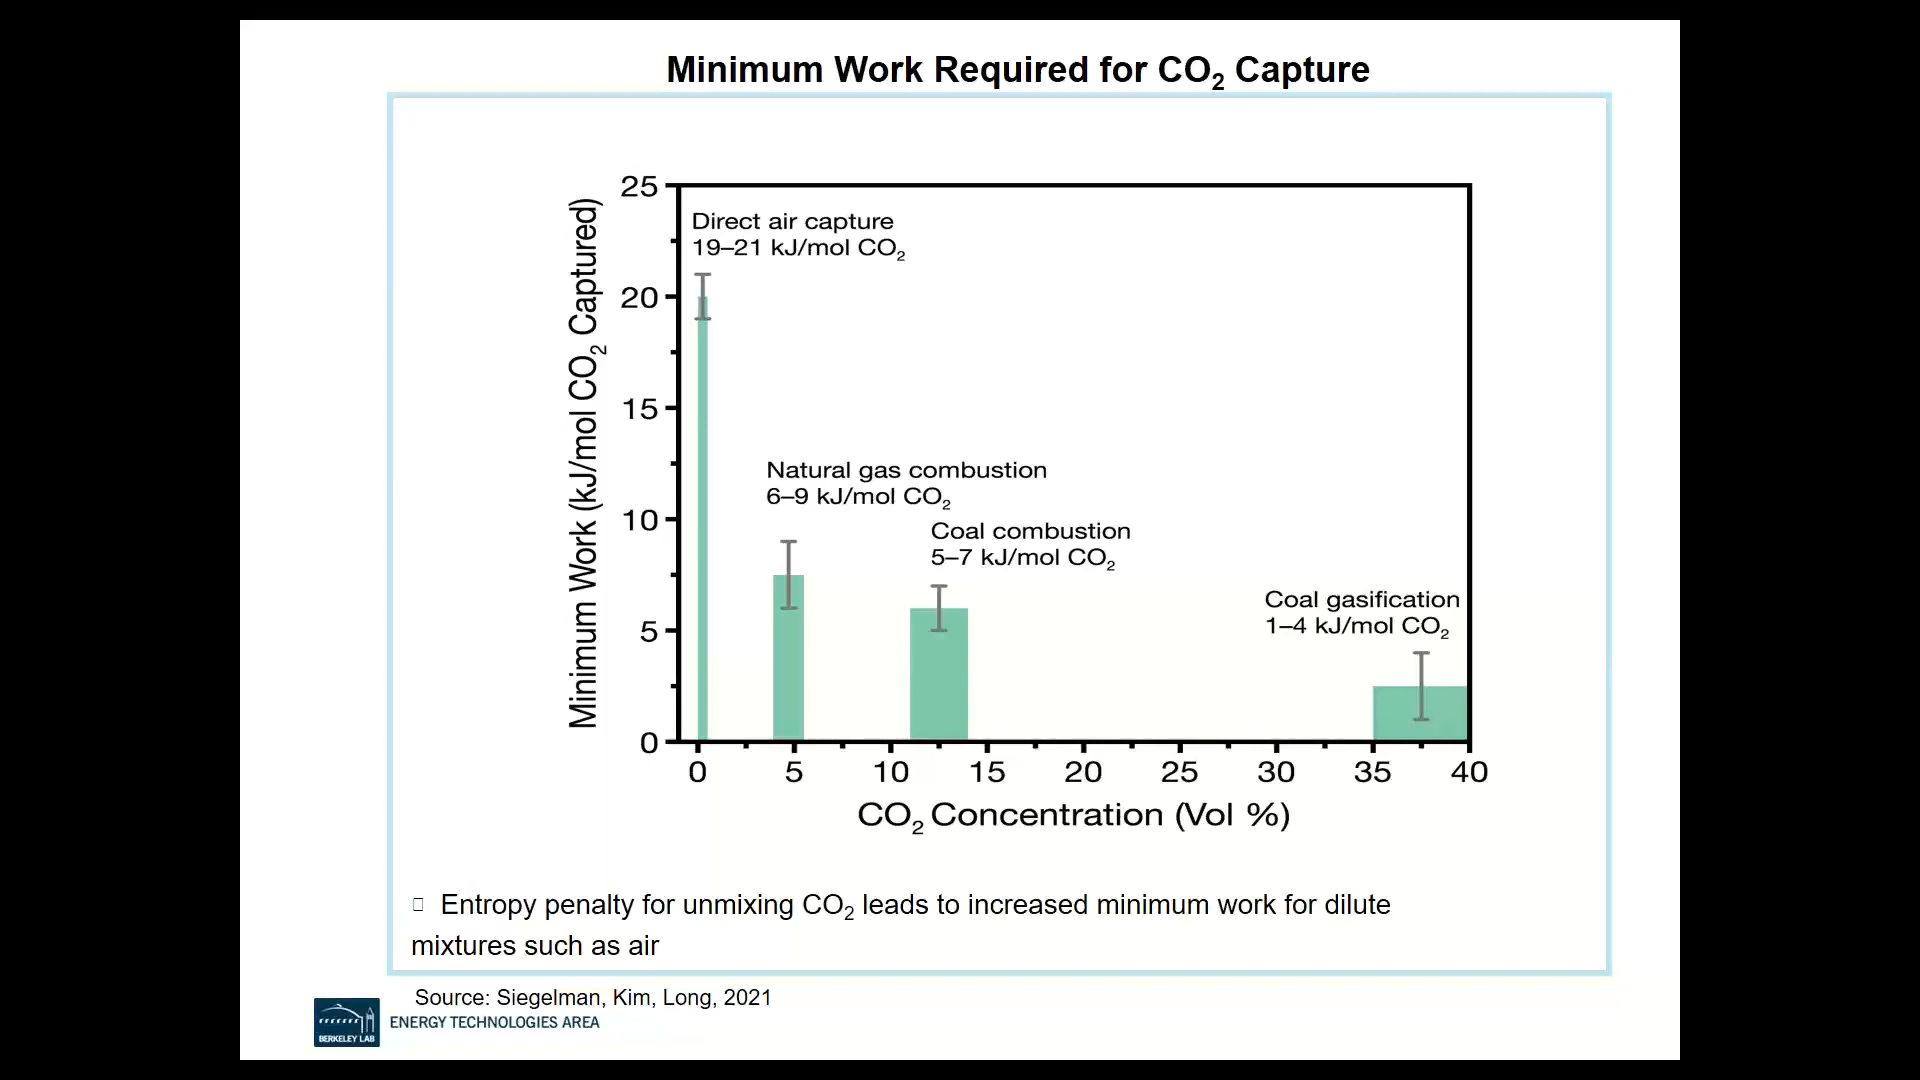 Minimum Work Required for CO₂ Capture
Minimum Work (kJ/mol CO₂ Captured)
25
20
15
10
5
0
Direct air capture
19–21 kJ/mol CO₂
Natural gas combustion
6–9 kJ/mol CO₂
Coal combustion
5–7 kJ/mol CO₂
Coal gasification
1–4 kJ/mol CO₂
0 5 10 15 20 25 30 35 40
CO₂ Concentration (Vol %)
Entropy penalty for unmixing CO₂ leads to increased minimum work for dilute
mixtures such as air
Source: Siegelman, Kim, Long, 2021
BERKELEY LAB
ENERGY TECHNOLOGIES AREA